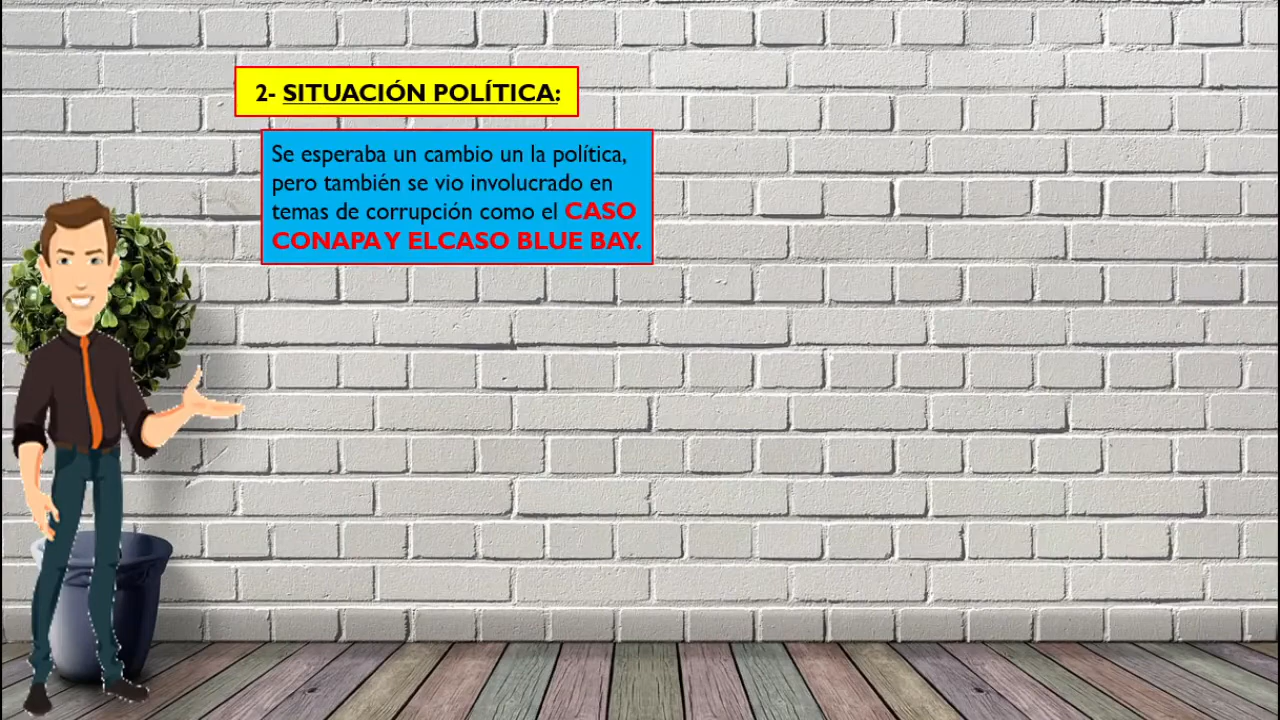 2- SITUACIÓN POLÍTICA:
Se esperaba un cambio un la política,
pero también se vio involucrado en
temas de corrupción como el CASO
CONAPA Y ELCASO BLUE BAY.